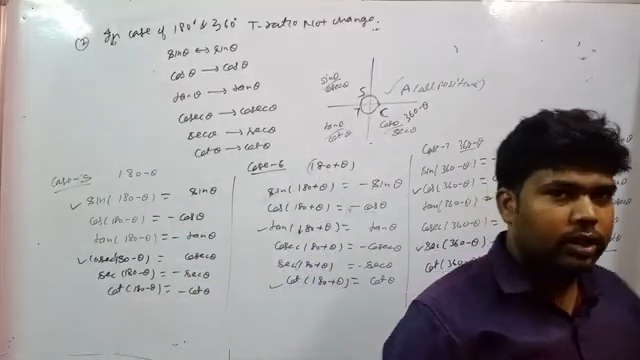 ② In case of 180° & 360° T-ratio Not change.
sinθ ↔ sinθ
cosθ → cosθ
tanθ → tanθ
cosecθ → cosecθ
secθ → secθ
cotθ → cotθ
sinθ
cosecθ
S
A (all positive)
T
C
tanθ
cotθ
cosθ
secθ
360-θ
Case-5 180-θ
sin(180-θ) = sinθ
cos(180-θ) = -cosθ
tan(180-θ) = -tanθ
cosec(180-θ) = cosecθ
sec(180-θ) = -secθ
cot(180-θ) = -cotθ
Case-6 (180+θ)
sin(180+θ) = -sinθ
cos(180+θ) = -cosθ
tan(180+θ) = tanθ
cosec(180+θ) = -cosecθ
sec(180+θ) = -secθ
cot(180+θ) = cotθ
Case-7 360-θ
sin(360-θ) =
cos(360-θ) =
tan(360-θ) =
cosec(360-θ)
sec(360-θ)
cot(360-